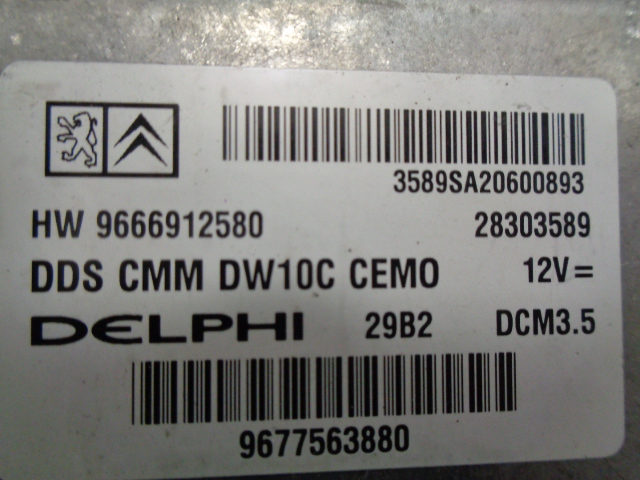 3589SA20600893
HW 9666912580 28303589
DDS CMM DW10C CEMO 12V=
DELPHI 29B2 DCM3.5
9677563880